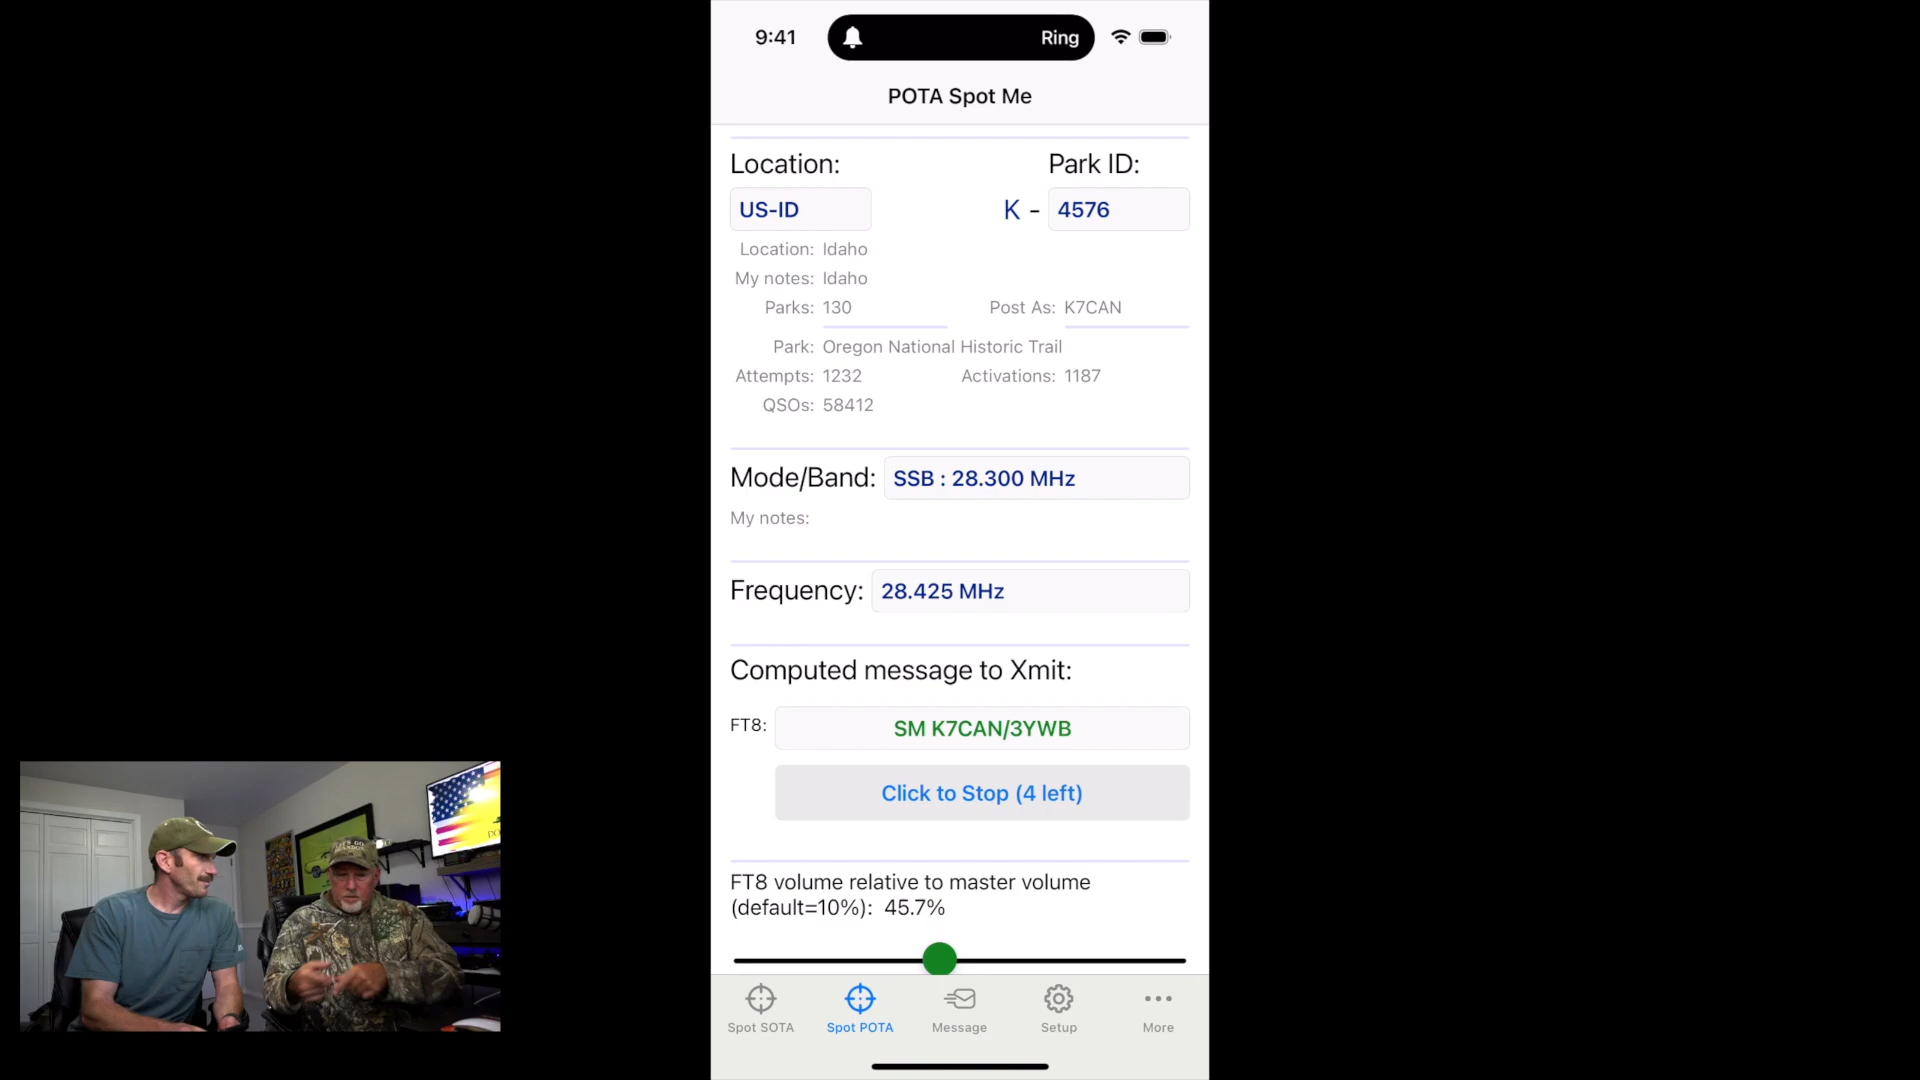 9:41
Ring
POTA Spot Me
Location:
Park ID:
US-ID
K - 4576
Location: Idaho
My notes: Idaho
Parks: 130
Post As: K7CAN
Park: Oregon National Historic Trail
Attempts: 1232
Activations: 1187
QSOs: 58412
Mode/Band: SSB : 28.300 MHz
My notes:
Frequency: 28.425 MHz
Computed message to Xmit:
FT8: SM K7CAN/3YWB
Click to Stop (4 left)
FT8 volume relative to master volume
(default=10%): 45.7%
Spot SOTA
Spot POTA
Message
Setup
More